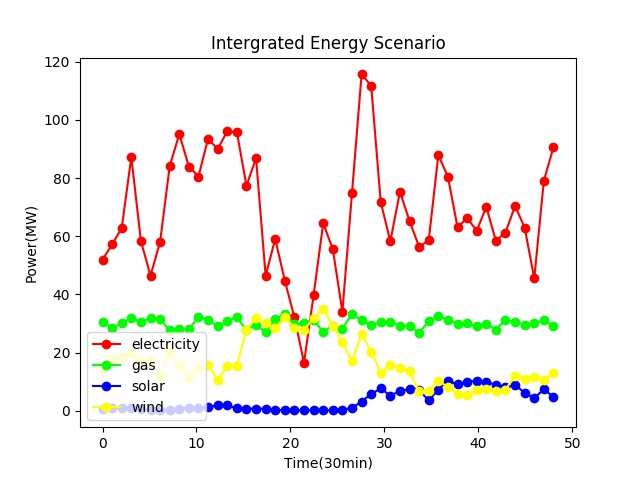 Intergrated Energy Scenario
Power(MW)
120
100
80
60
40
20
0
electricity
gas
solar
wind
0
10
20
30
40
50
Time(30min)